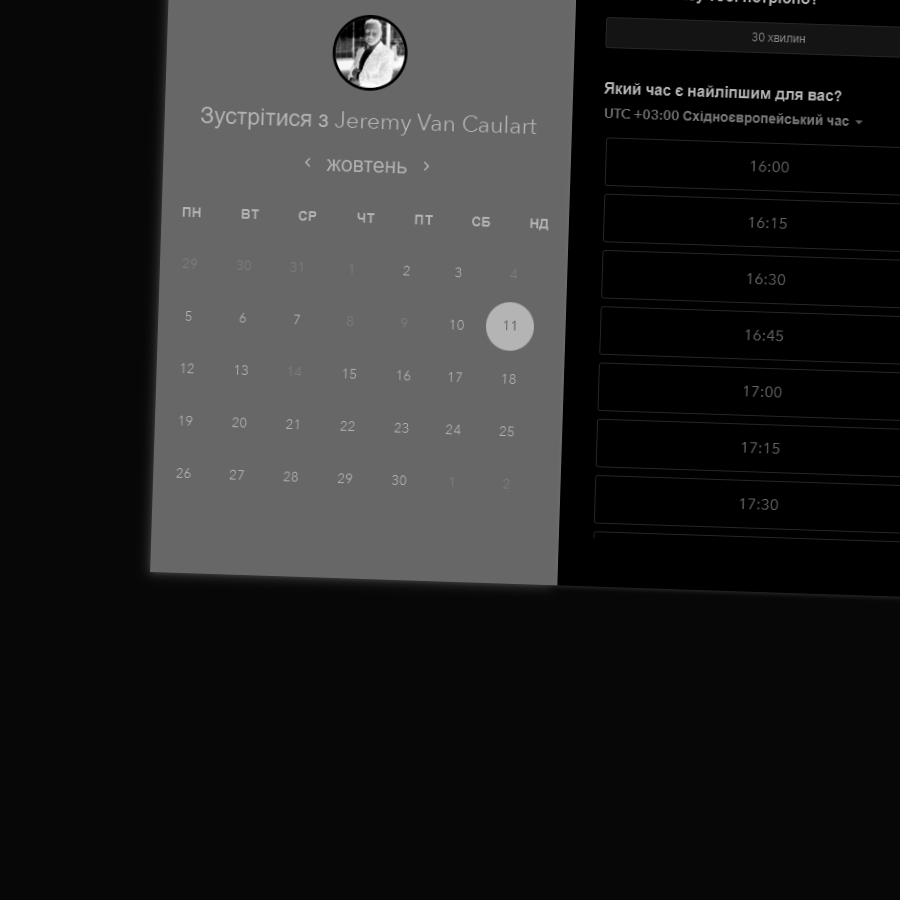 Зустрітися з Jeremy Van Caulart
‹ жовтень ›
ПН ВТ СР ЧТ ПТ СБ НД
29 30 31 1 2 3 4
5 6 7 8 9 10 11
12 13 14 15 16 17 18
19 20 21 22 23 24 25
26 27 28 29 30 1 2
30 хвилин
Який час є найліпшим для вас?
UTC +03:00 Східноєвропейський час
16:00
16:15
16:30
16:45
17:00
17:15
17:30